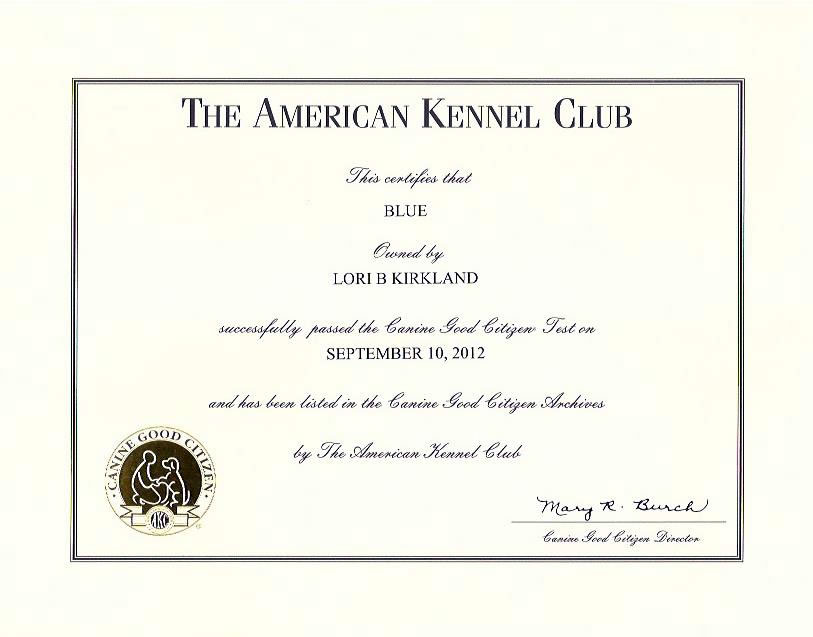 THE AMERICAN KENNEL CLUB
This certifies that
BLUE
Owned by
LORI B KIRKLAND
successfully passed the Canine Good Citizen Test on
SEPTEMBER 10, 2012
and has been listed in the Canine Good Citizen Archives
by The American Kennel Club
CANINE GOOD CITIZEN
AKC
Mary R. Burch
Canine Good Citizen Director